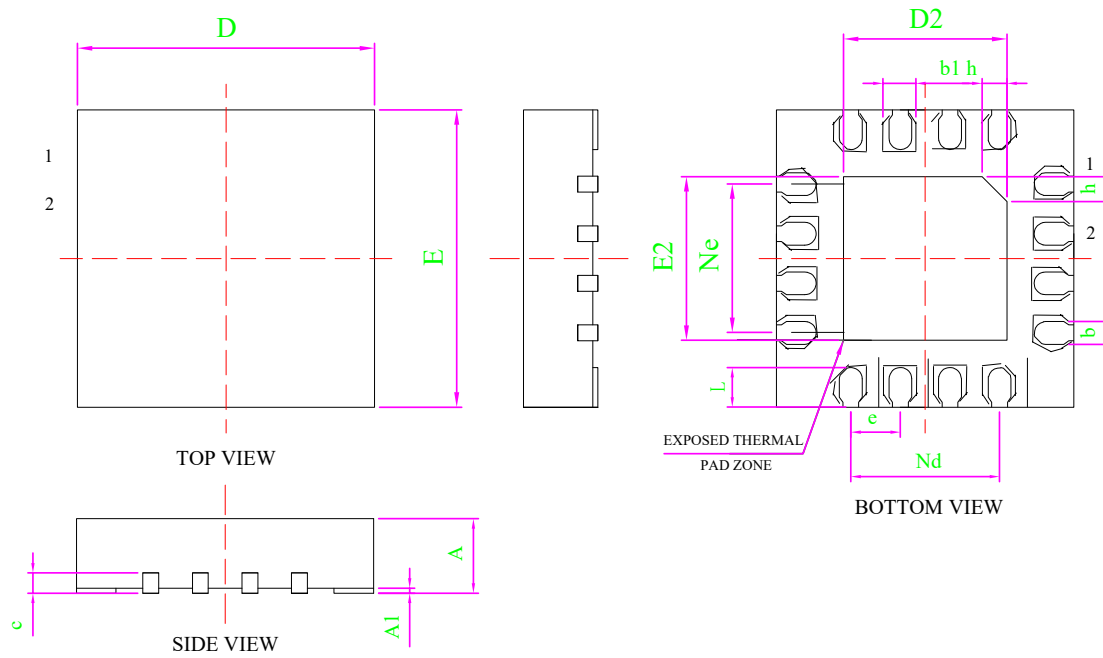 D
1
2
E
TOP VIEW
D2
b1 h
1
h
2
E2
Ne
b
L
e
EXPOSED THERMAL
PAD ZONE
Nd
BOTTOM VIEW
A
c
A1
SIDE VIEW